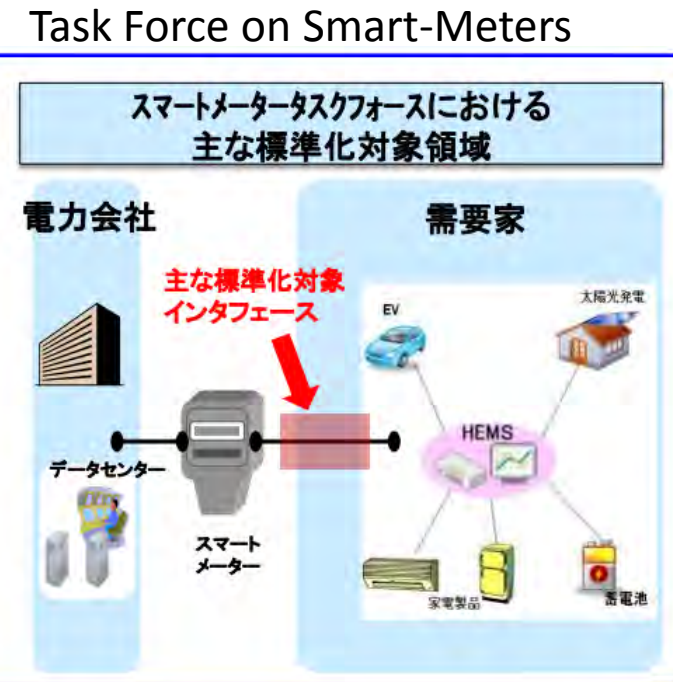 Task Force on Smart-Meters
スマートメータータスクフォースにおける
主な標準化対象領域
電力会社
需要家
主な標準化対象
インタフェース
EV
太陽光発電
HEMS
データセンター
スマート
メーター
家電製品
蓄電池